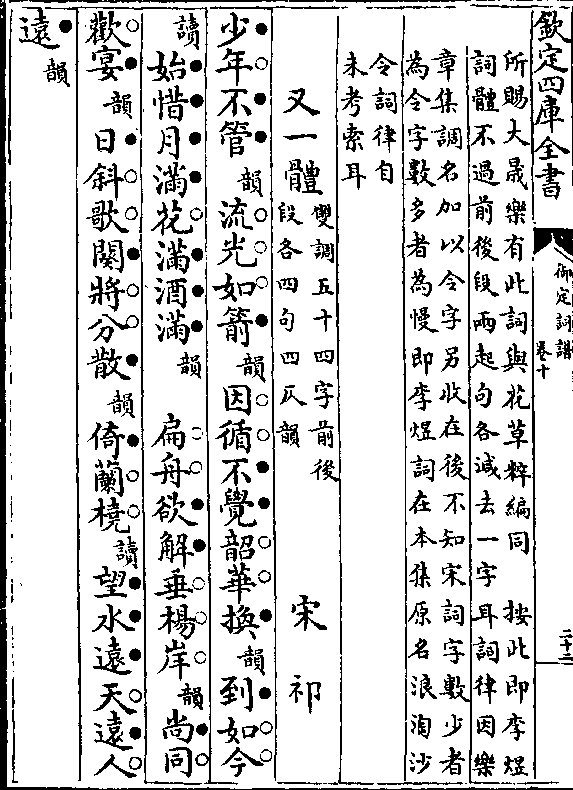 欽定四庫全書
御定詞譜
卷十
二十二
所賜大晟樂有此詞與花草粹編同　按此即李煜
詞體不過前後段兩起句各減去一字耳詞律因樂
章集調名加以令字另收在後不知宋詞字數少者
為令字數多者為慢即李煜詞在本集原名浪淘沙
令詞律自
未考索耳
又一體 雙調五十四字前後
段各四句四仄韻 宋祁
少年不管韻流光如箭韻因循不覺韶華換韻到如今
讀始惜月滿花滿酒滿韻　扁舟欲解垂楊岸韻尚同
歡宴韻日斜歌闋將分散韻倚蘭橈讀望水遠天遠人
遠韻